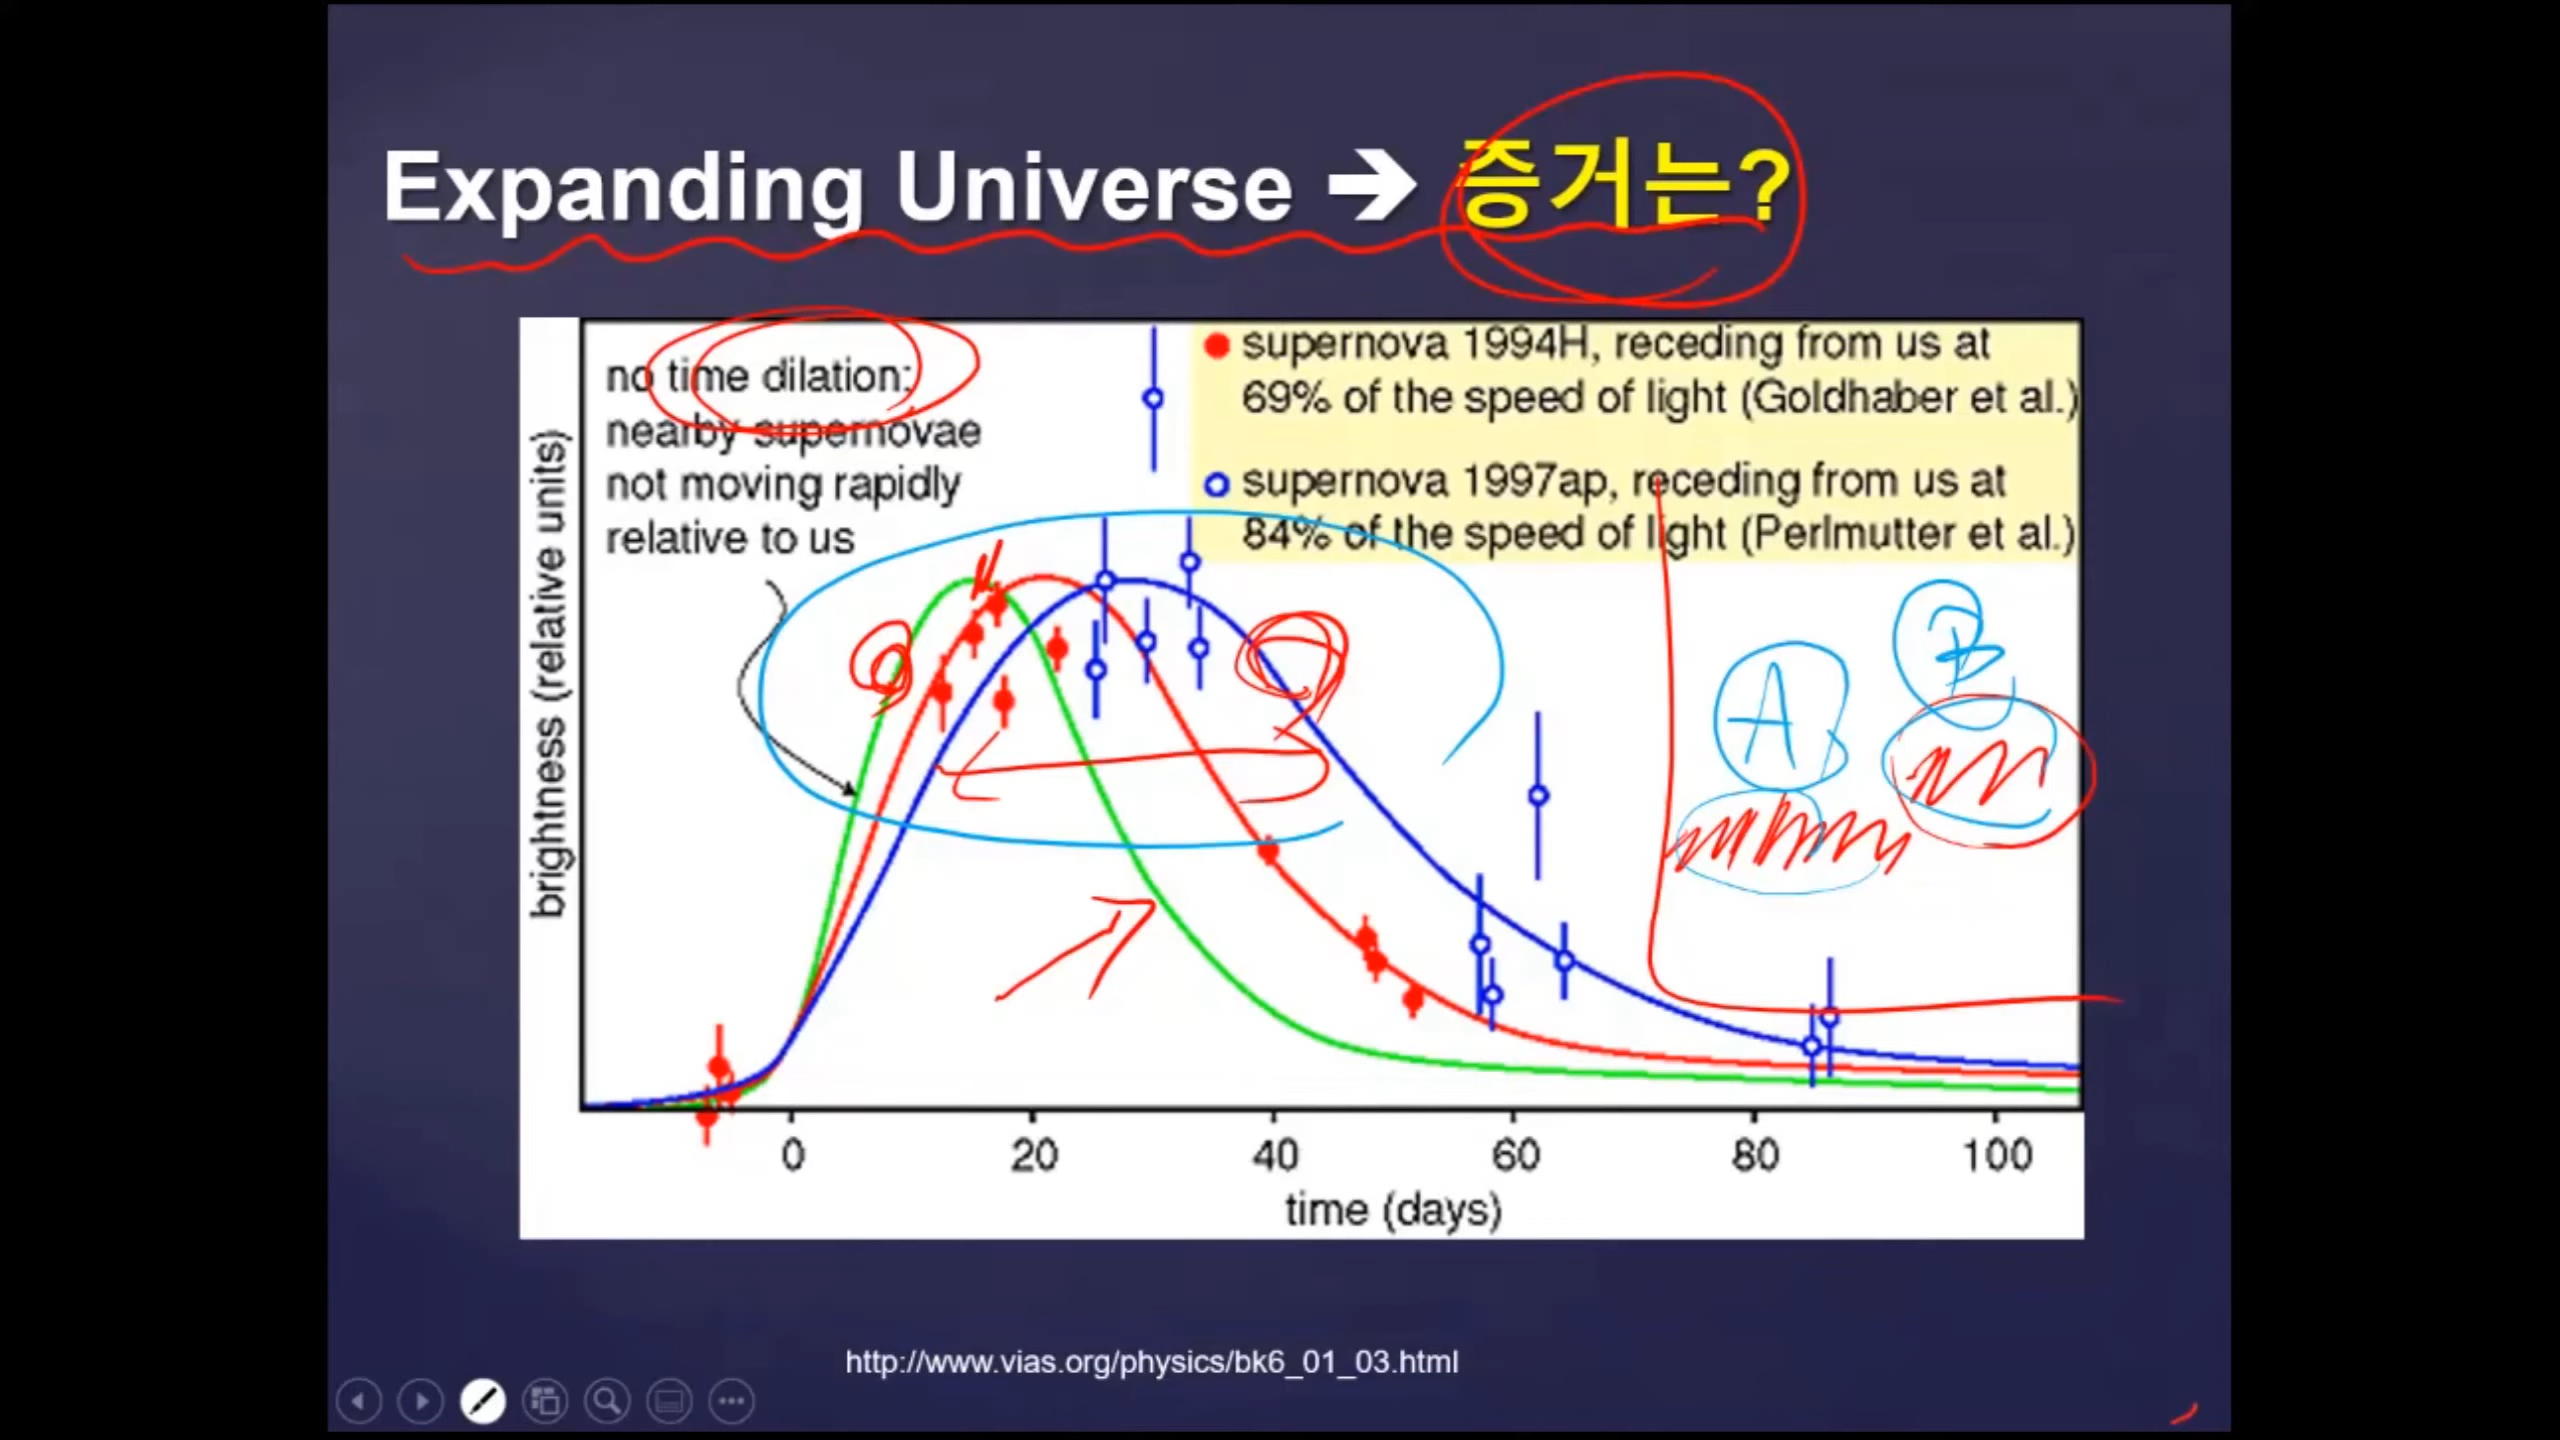 Expanding Universe ➔ 증거는?
no time dilation:
nearby supernovae
not moving rapidly
relative to us
supernova 1994H, receding from us at
69% of the speed of light (Goldhaber et al.)
supernova 1997ap, receding from us at
84% of the speed of light (Perlmutter et al.)
brightness (relative units)
A
B
0 20 40 60 80 100
time (days)
http://www.vias.org/physics/bk6_01_03.html